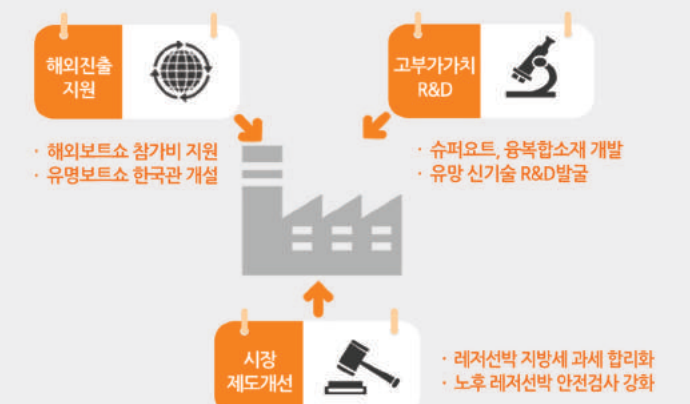 해외진출
지원
고부가가치
R&D
· 해외보트쇼 참가비 지원
· 유명보트쇼 한국관 개설
· 슈퍼요트, 융복합소재 개발
· 유망 신기술 R&D발굴
시장
제도개선
· 레저선박 지방세 과세 합리화
· 노후 레저선박 안전검사 강화